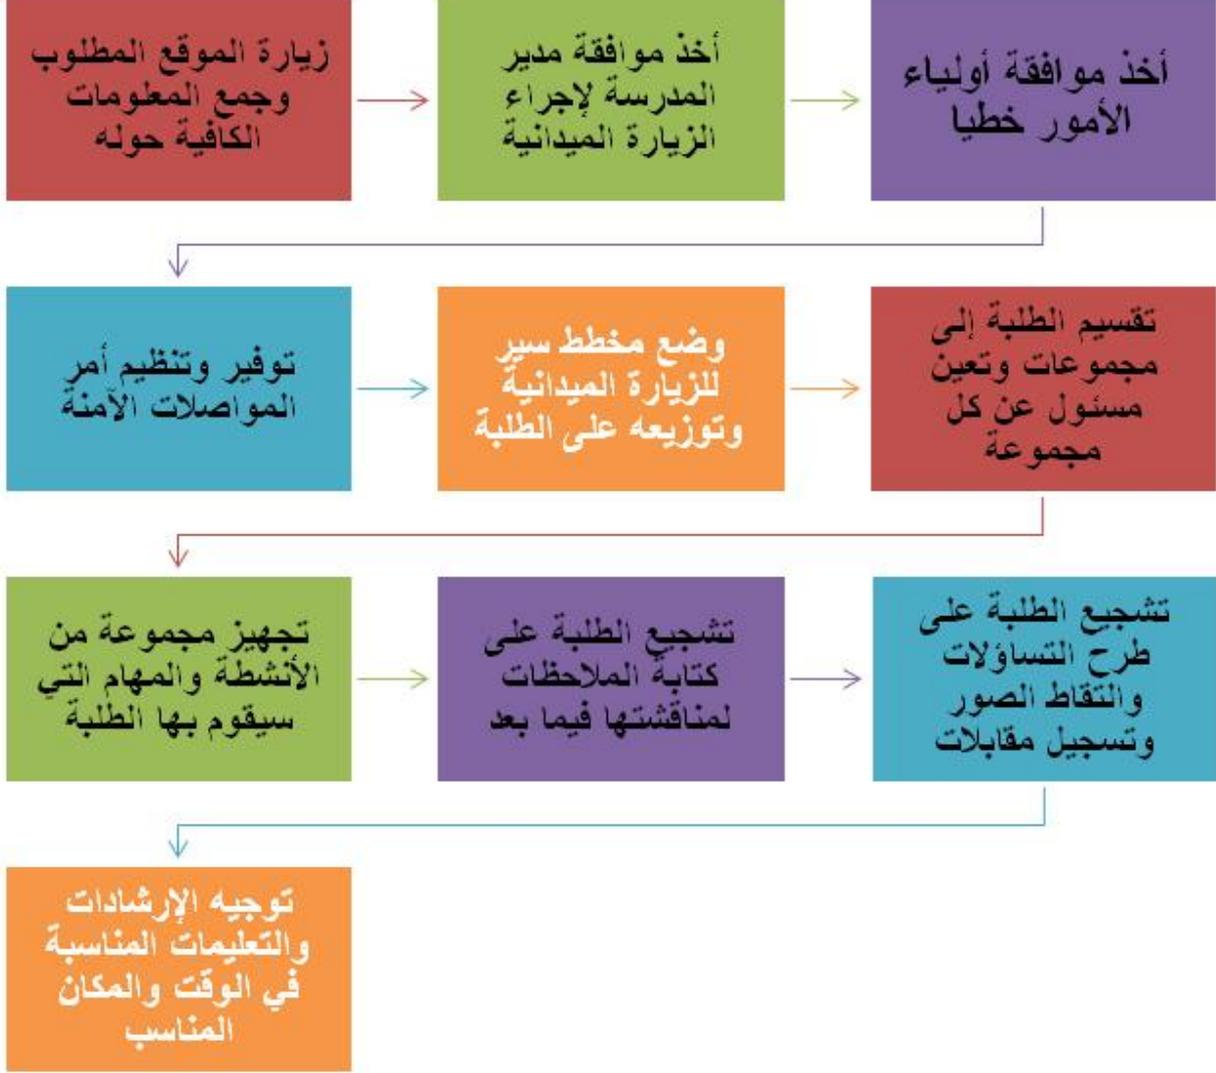 زيارة الموقع المطلوب
وجمع المعلومات
الكافية حوله
أخذ موافقة مدير
المدرسة لإجراء
الزيارة الميدانية
أخذ موافقة أولياء
الأمور خطيا
توفير وتنظيم أمر
المواصلات الآمنة
وضع مخطط سير
للزيارة الميدانية
وتوزيعه على الطلبة
تقسيم الطلبة إلى
مجموعات وتعين
مسئول عن كل
مجموعة
تجهيز مجموعة من
الأنشطة والمهام التي
سيقوم بها الطلبة
تشجيع الطلبة على
كتابة الملاحظات
لمناقشتها فيما بعد
تشجيع الطلبة على
طرح التساؤلات
والتقاط الصور
وتسجيل مقابلات
توجيه الإرشادات
والتعليمات المناسبة
في الوقت والمكان
المناسب